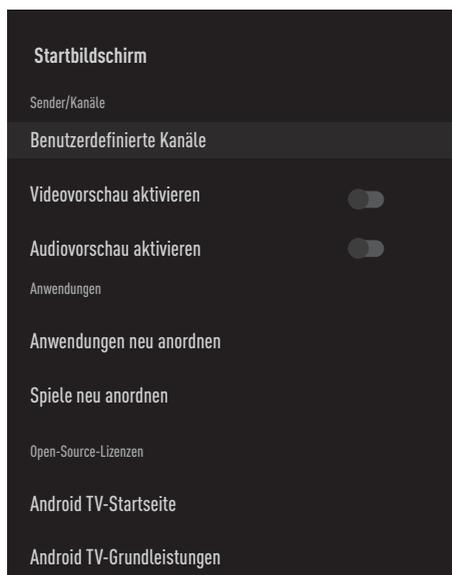 Startbildschirm
Sender/Kanäle
Benutzerdefinierte Kanäle
Videovorschau aktivieren
Audiovorschau aktivieren
Anwendungen
Anwendungen neu anordnen
Spiele neu anordnen
Open-Source-Lizenzen
Android TV-Startseite
Android TV-Grundleistungen